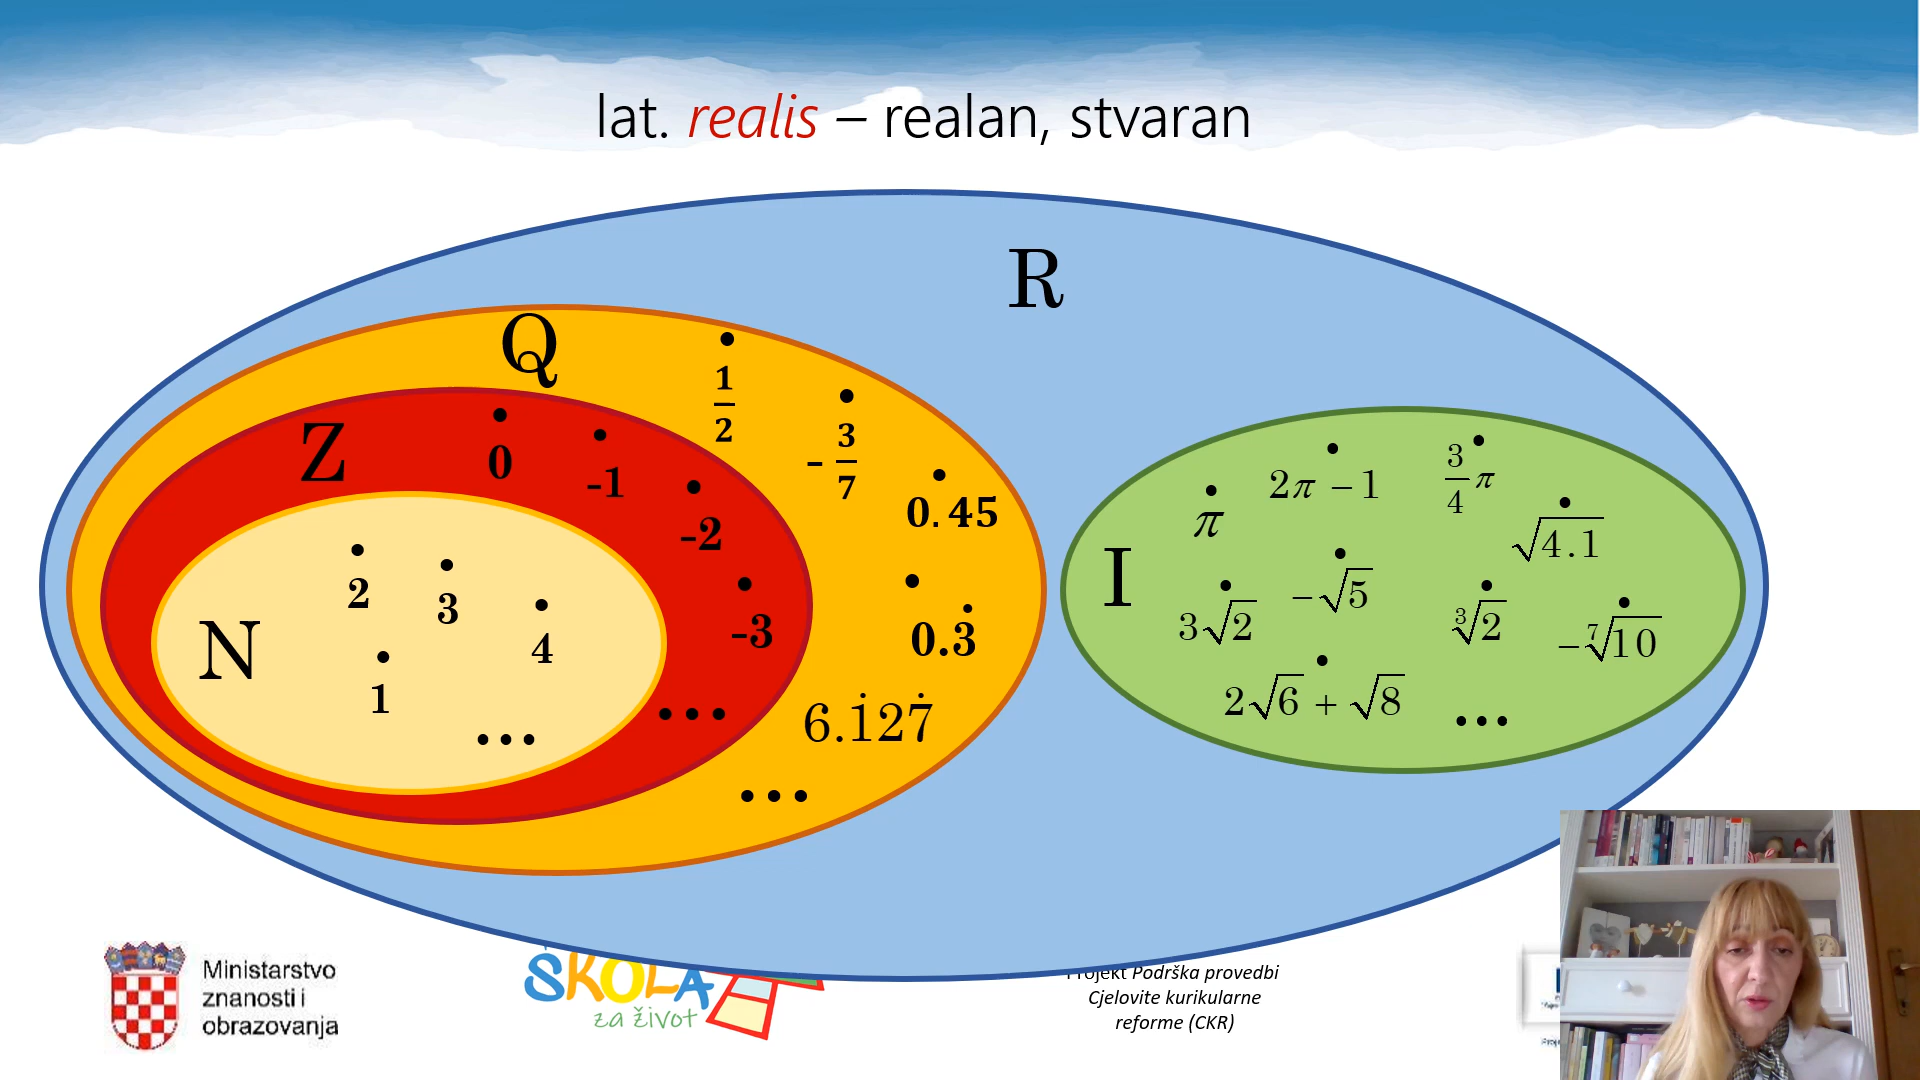 lat. realis – realan, stvaran
R
Q
1/2
- 3/7
0.45
0.3̇
6.1̇27̇
...
Z
0
-1
-2
-3
...
N
2
3
4
1
...
I
π
2π − 1
3/4 π
√4.1
3√2
−√5
∛2
−⁷√10
2√6 + √8
...
Ministarstvo
znanosti i
obrazovanja
ŠKOLA
za život
Projekt Podrška provedbi
Cjelovite kurikularne
reforme (CKR)